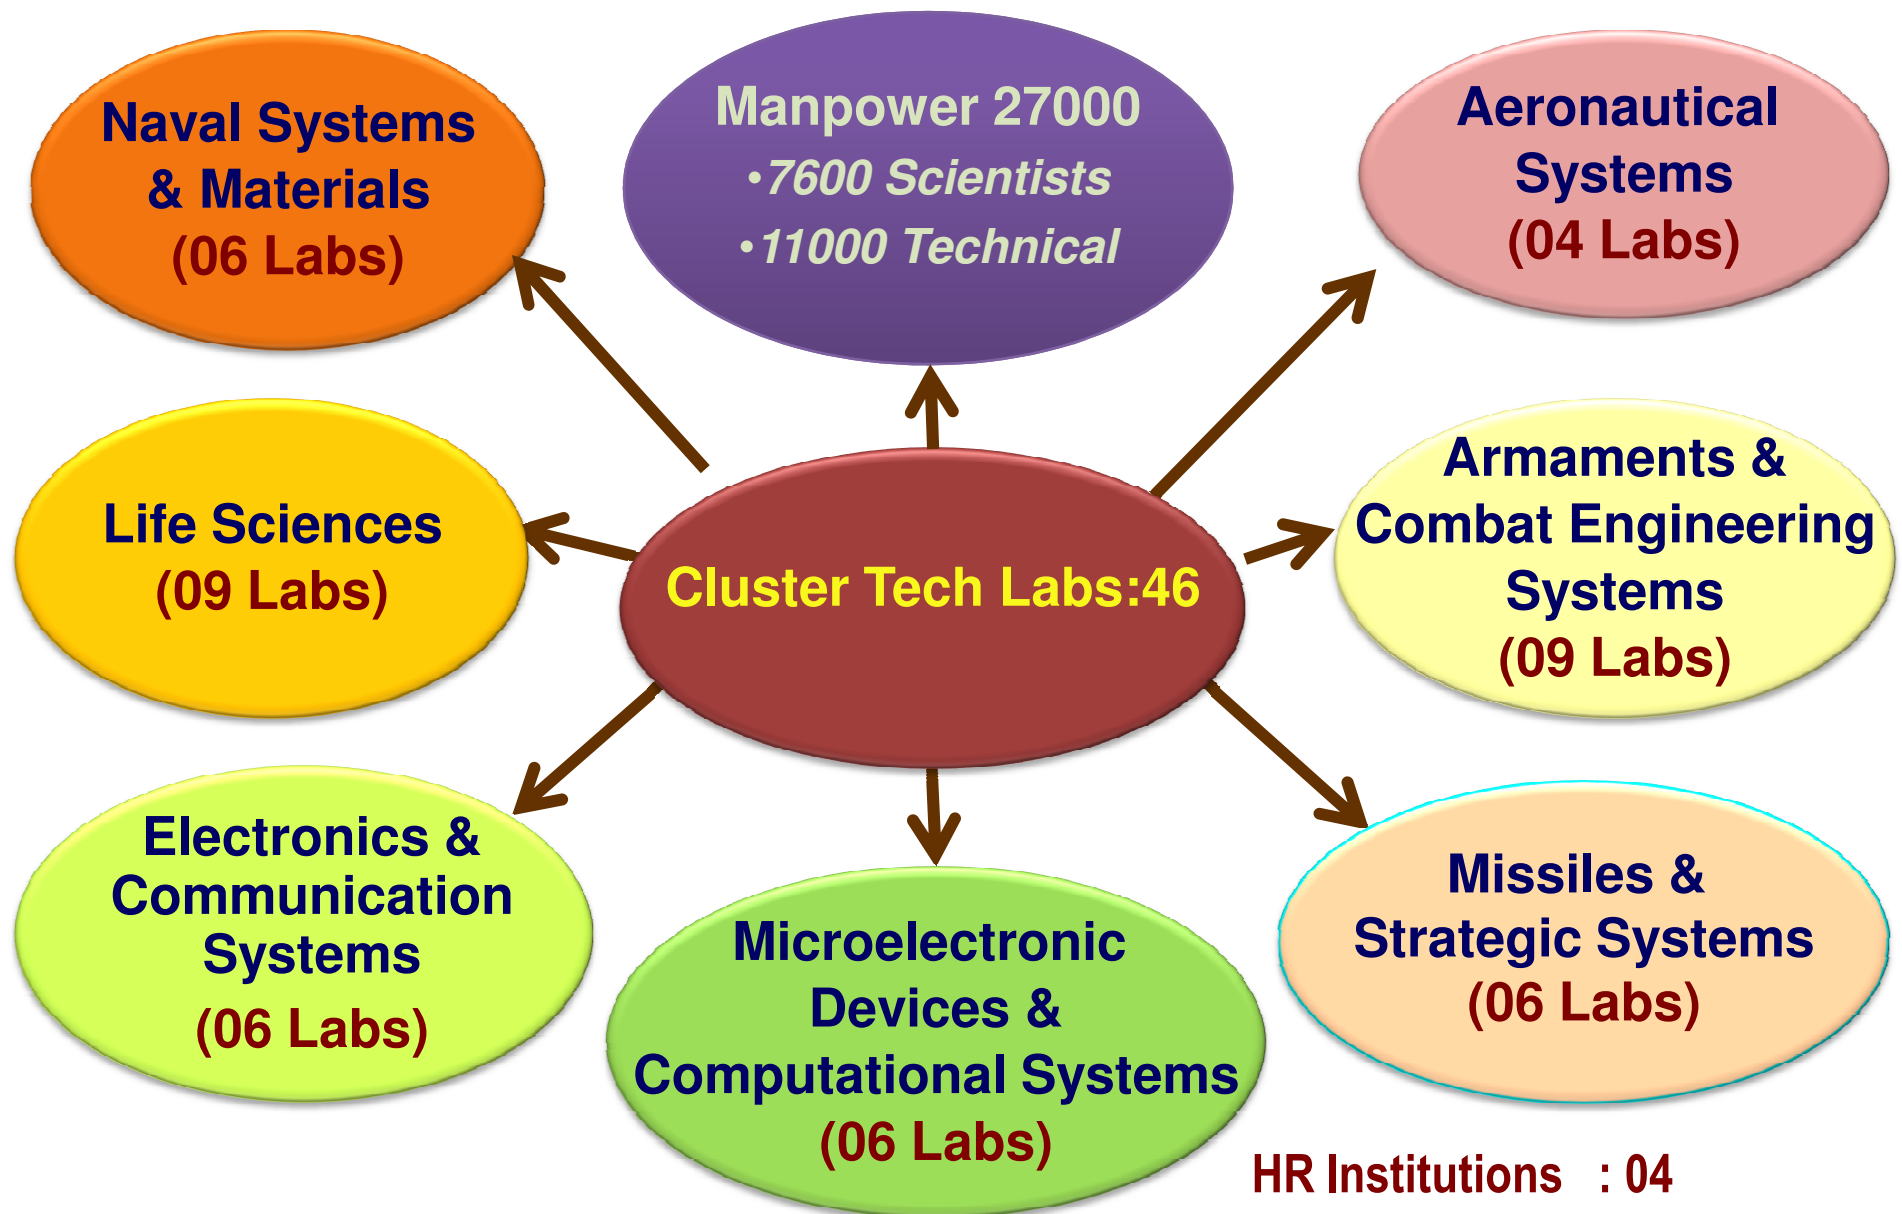 Naval Systems
& Materials
(06 Labs)
Manpower 27000
•7600 Scientists
•11000 Technical
Aeronautical
Systems
(04 Labs)
Life Sciences
(09 Labs)
Cluster Tech Labs:46
Armaments &
Combat Engineering
Systems
(09 Labs)
Electronics &
Communication
Systems
(06 Labs)
Microelectronic
Devices &
Computational Systems
(06 Labs)
Missiles &
Strategic Systems
(06 Labs)
HR Institutions : 04